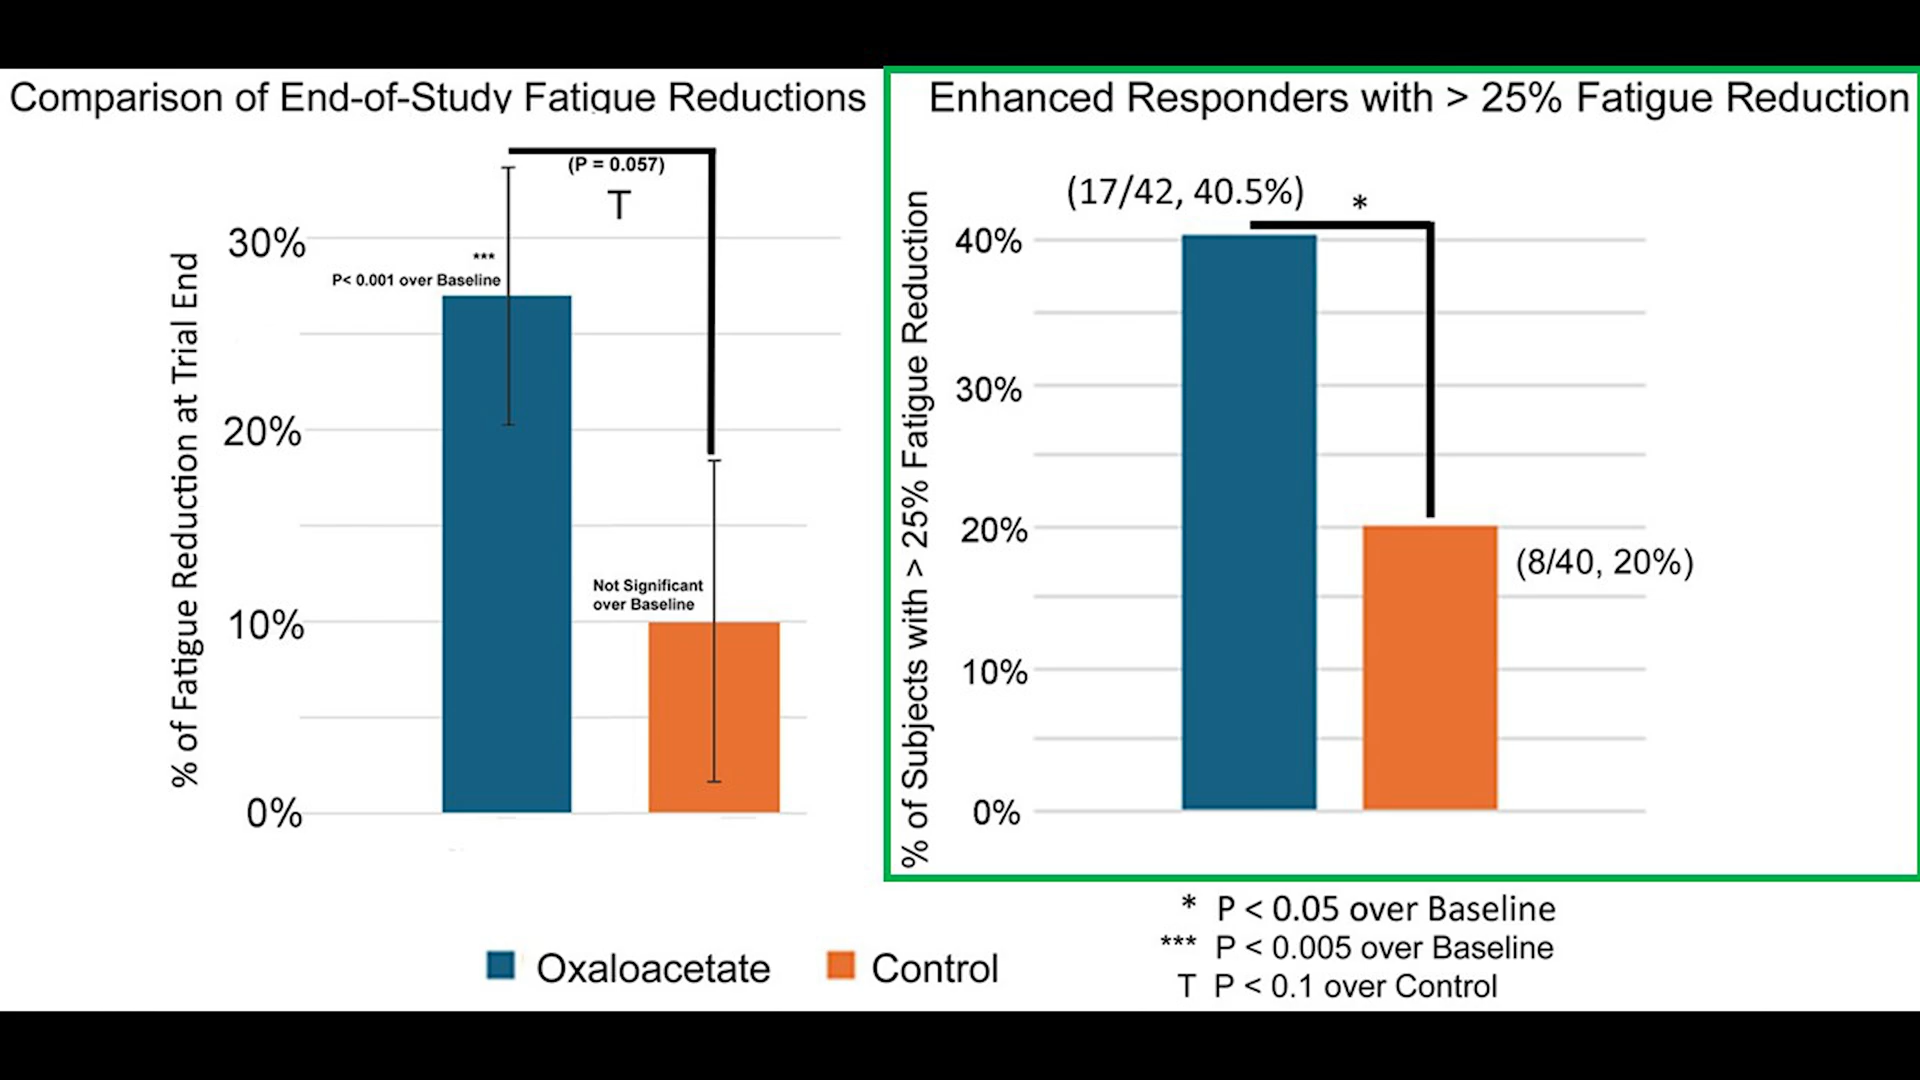 Comparison of End-of-Study Fatigue Reductions
(P = 0.057)
T
***
P< 0.001 over Baseline
Not Significant
over Baseline
% of Fatigue Reduction at Trial End
30%
20%
10%
0%
Enhanced Responders with > 25% Fatigue Reduction
(17/42, 40.5%)
*
(8/40, 20%)
% of Subjects with > 25% Fatigue Reduction
40%
30%
20%
10%
0%
Oxaloacetate
Control
* P < 0.05 over Baseline
*** P < 0.005 over Baseline
T P < 0.1 over Control